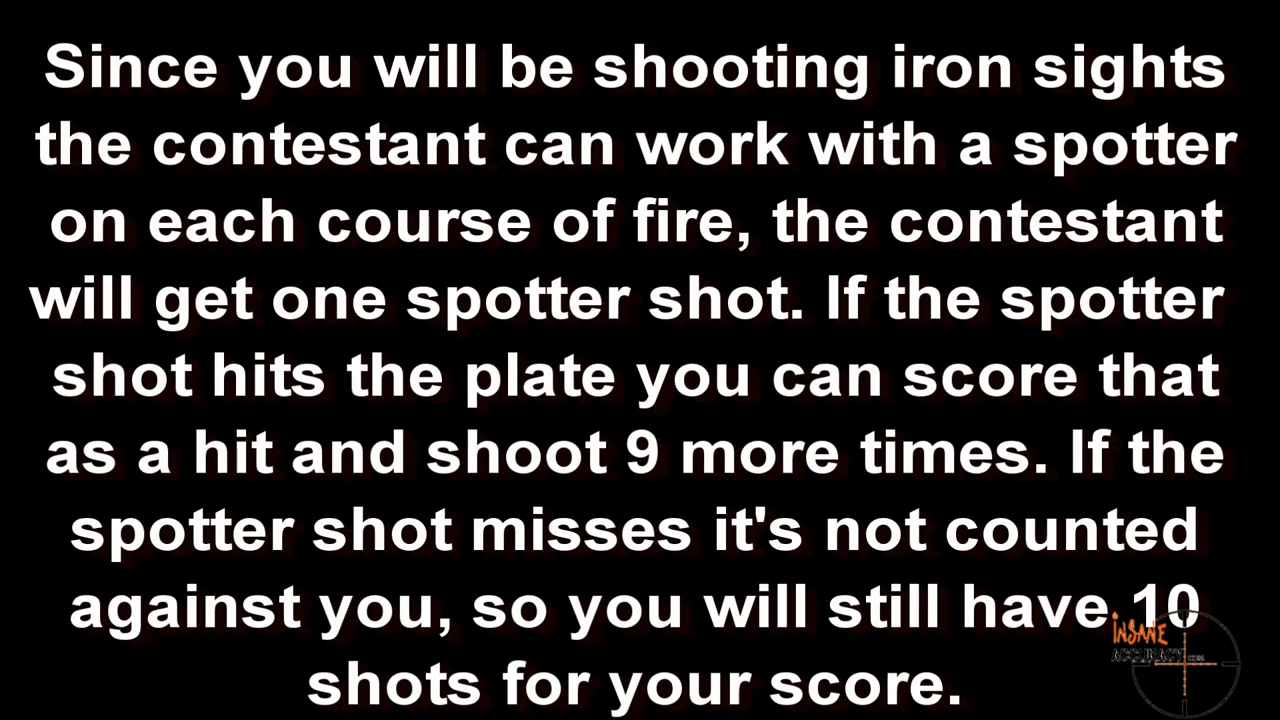 Since you will be shooting iron sights
the contestant can work with a spotter
on each course of fire, the contestant
will get one spotter shot. If the spotter
shot hits the plate you can score that
as a hit and shoot 9 more times. If the
spotter shot misses it's not counted
against you, so you will still have 10
shots for your score.
INSANE
ACCURACY.COM